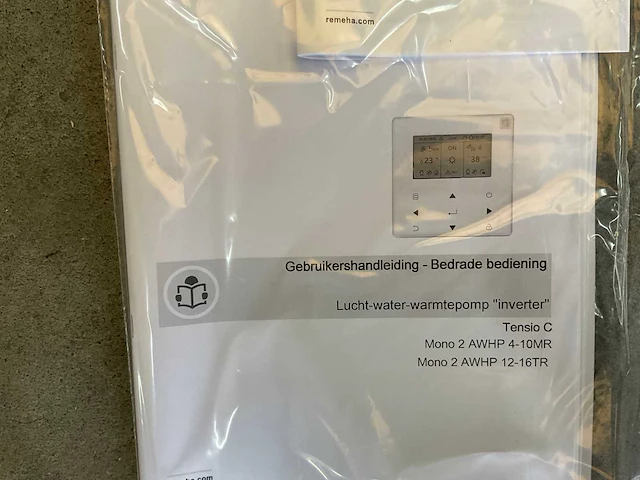 remeha.com
23
ON
38
Gebruikershandleiding - Bedrade bediening
Lucht-water-warmtepomp "inverter"
Tensio C
Mono 2 AWHP 4-10MR
Mono 2 AWHP 12-16TR